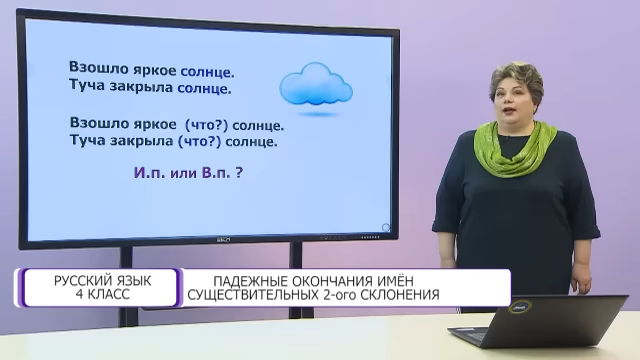 Взошло яркое солнце.
Туча закрыла солнце.
Взошло яркое (что?) солнце.
Туча закрыла (что?) солнце.
И.п. или В.п. ?
РУССКИЙ ЯЗЫК
4 КЛАСС
ПАДЕЖНЫЕ ОКОНЧАНИЯ ИМЁН
СУЩЕСТВИТЕЛЬНЫХ 2-ого СКЛОНЕНИЯ